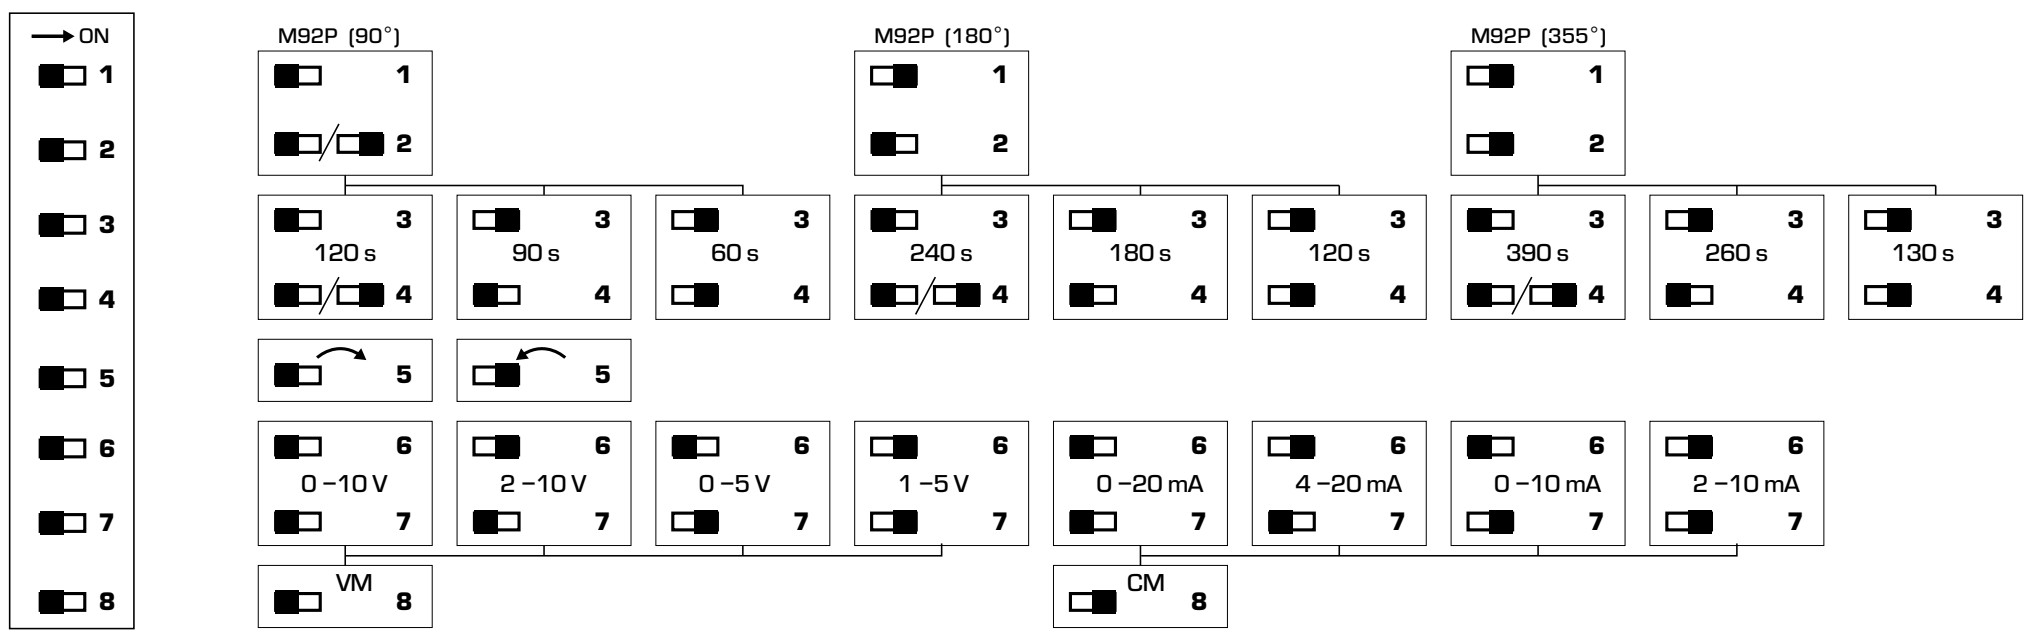 ON
1
2
3
4
5
6
7
8
M92P (90°) M92P (180°) M92P (355°)
1 1 1
/ 2 2 2
3 3 3 3 3 3 3 3 3
120 s 90 s 60 s 240 s 180 s 120 s 390 s 260 s 130 s
/ 4 4 4 / 4 4 4 / 4 4 4
5 5
6 6 6 6 6 6 6 6
0 –10 V 2 –10 V 0 –5 V 1 –5 V 0 –20 mA 4 –20 mA 0 –10 mA 2 –10 mA
7 7 7 7 7 7 7 7
VM CM
8 8